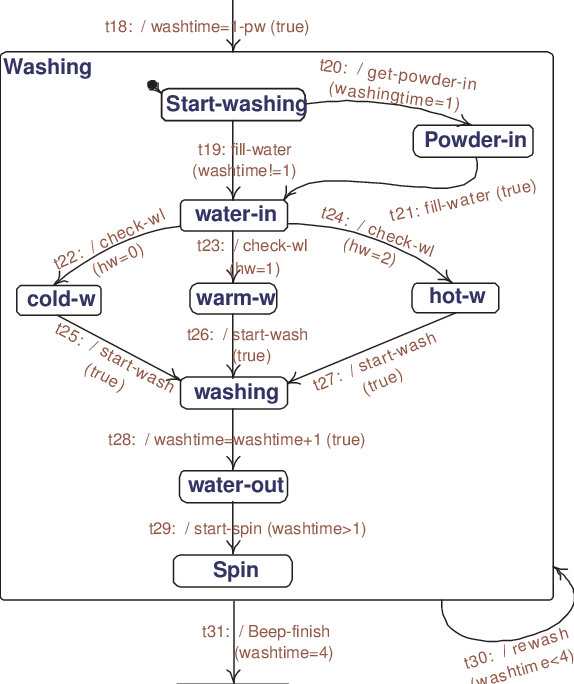 t18: / washtime=1-pw (true)
Washing
t20: / get-powder-in
(washingtime=1)
Start-washing
Powder-in
t19: fill-water
(washtime!=1)
t21: fill-water (true)
water-in
t22: / check-wl
(hw=0)
t23: / check-wl
(hw=1)
t24: / check-wl
(hw=2)
cold-w
warm-w
hot-w
t25: / start-wash
(true)
t26: / start-wash
(true)
t27: / start-wash
(true)
washing
t28: / washtime=washtime+1 (true)
water-out
t29: / start-spin (washtime>1)
Spin
t31: / Beep-finish
(washtime=4)
t30: / rewash
(washtime<4)